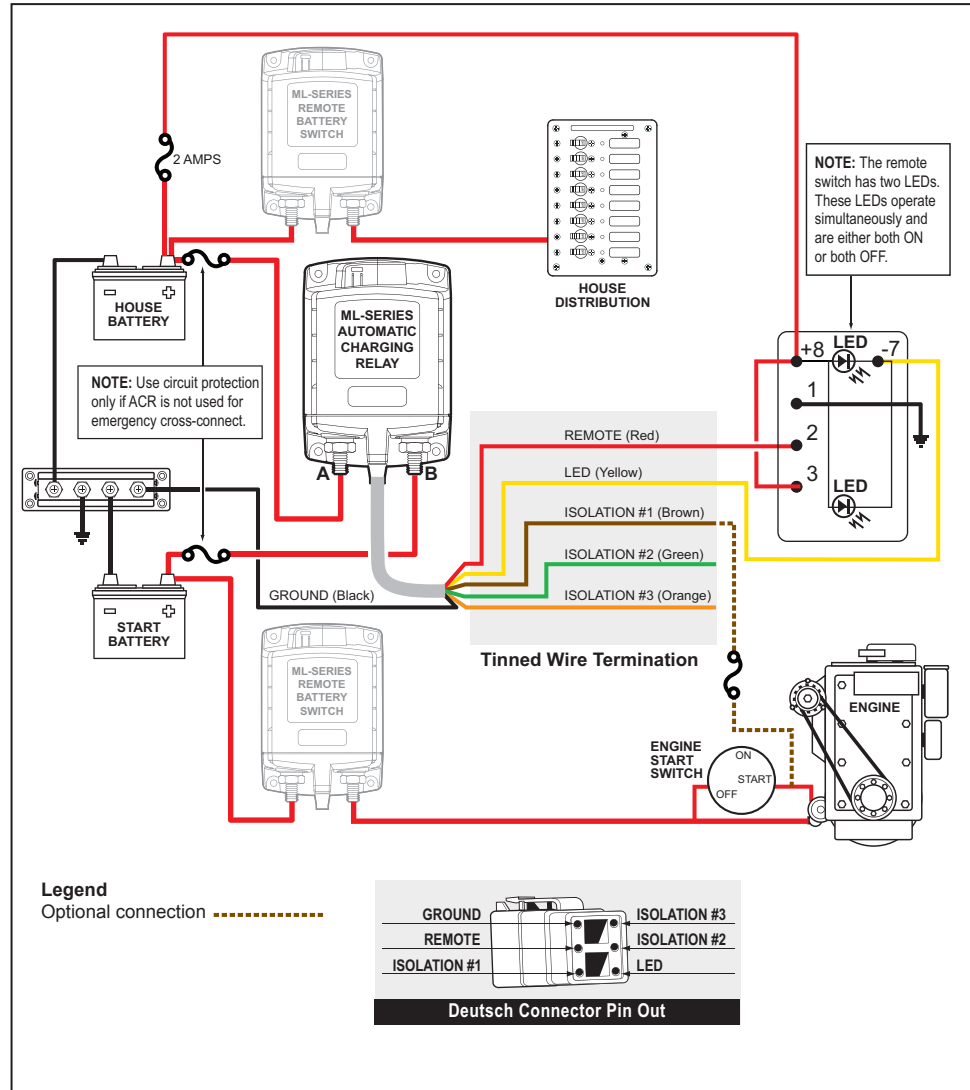 ML-SERIES
REMOTE
BATTERY
SWITCH
2 AMPS
HOUSE
DISTRIBUTION
NOTE: The remote
switch has two LEDs.
These LEDs operate
simultaneously and
are either both ON
or both OFF.
HOUSE
BATTERY
ML-SERIES
AUTOMATIC
CHARGING
RELAY
A
B
NOTE: Use circuit protection
only if ACR is not used for
emergency cross-connect.
+8
LED
-7
1
2
3
LED
REMOTE (Red)
LED (Yellow)
ISOLATION #1 (Brown)
ISOLATION #2 (Green)
ISOLATION #3 (Orange)
GROUND (Black)
Tinned Wire Termination
START
BATTERY
ML-SERIES
REMOTE
BATTERY
SWITCH
ENGINE
START
SWITCH
ON
START
OFF
ENGINE
Legend
Optional connection
GROUND
REMOTE
ISOLATION #1
ISOLATION #3
ISOLATION #2
LED
Deutsch Connector Pin Out